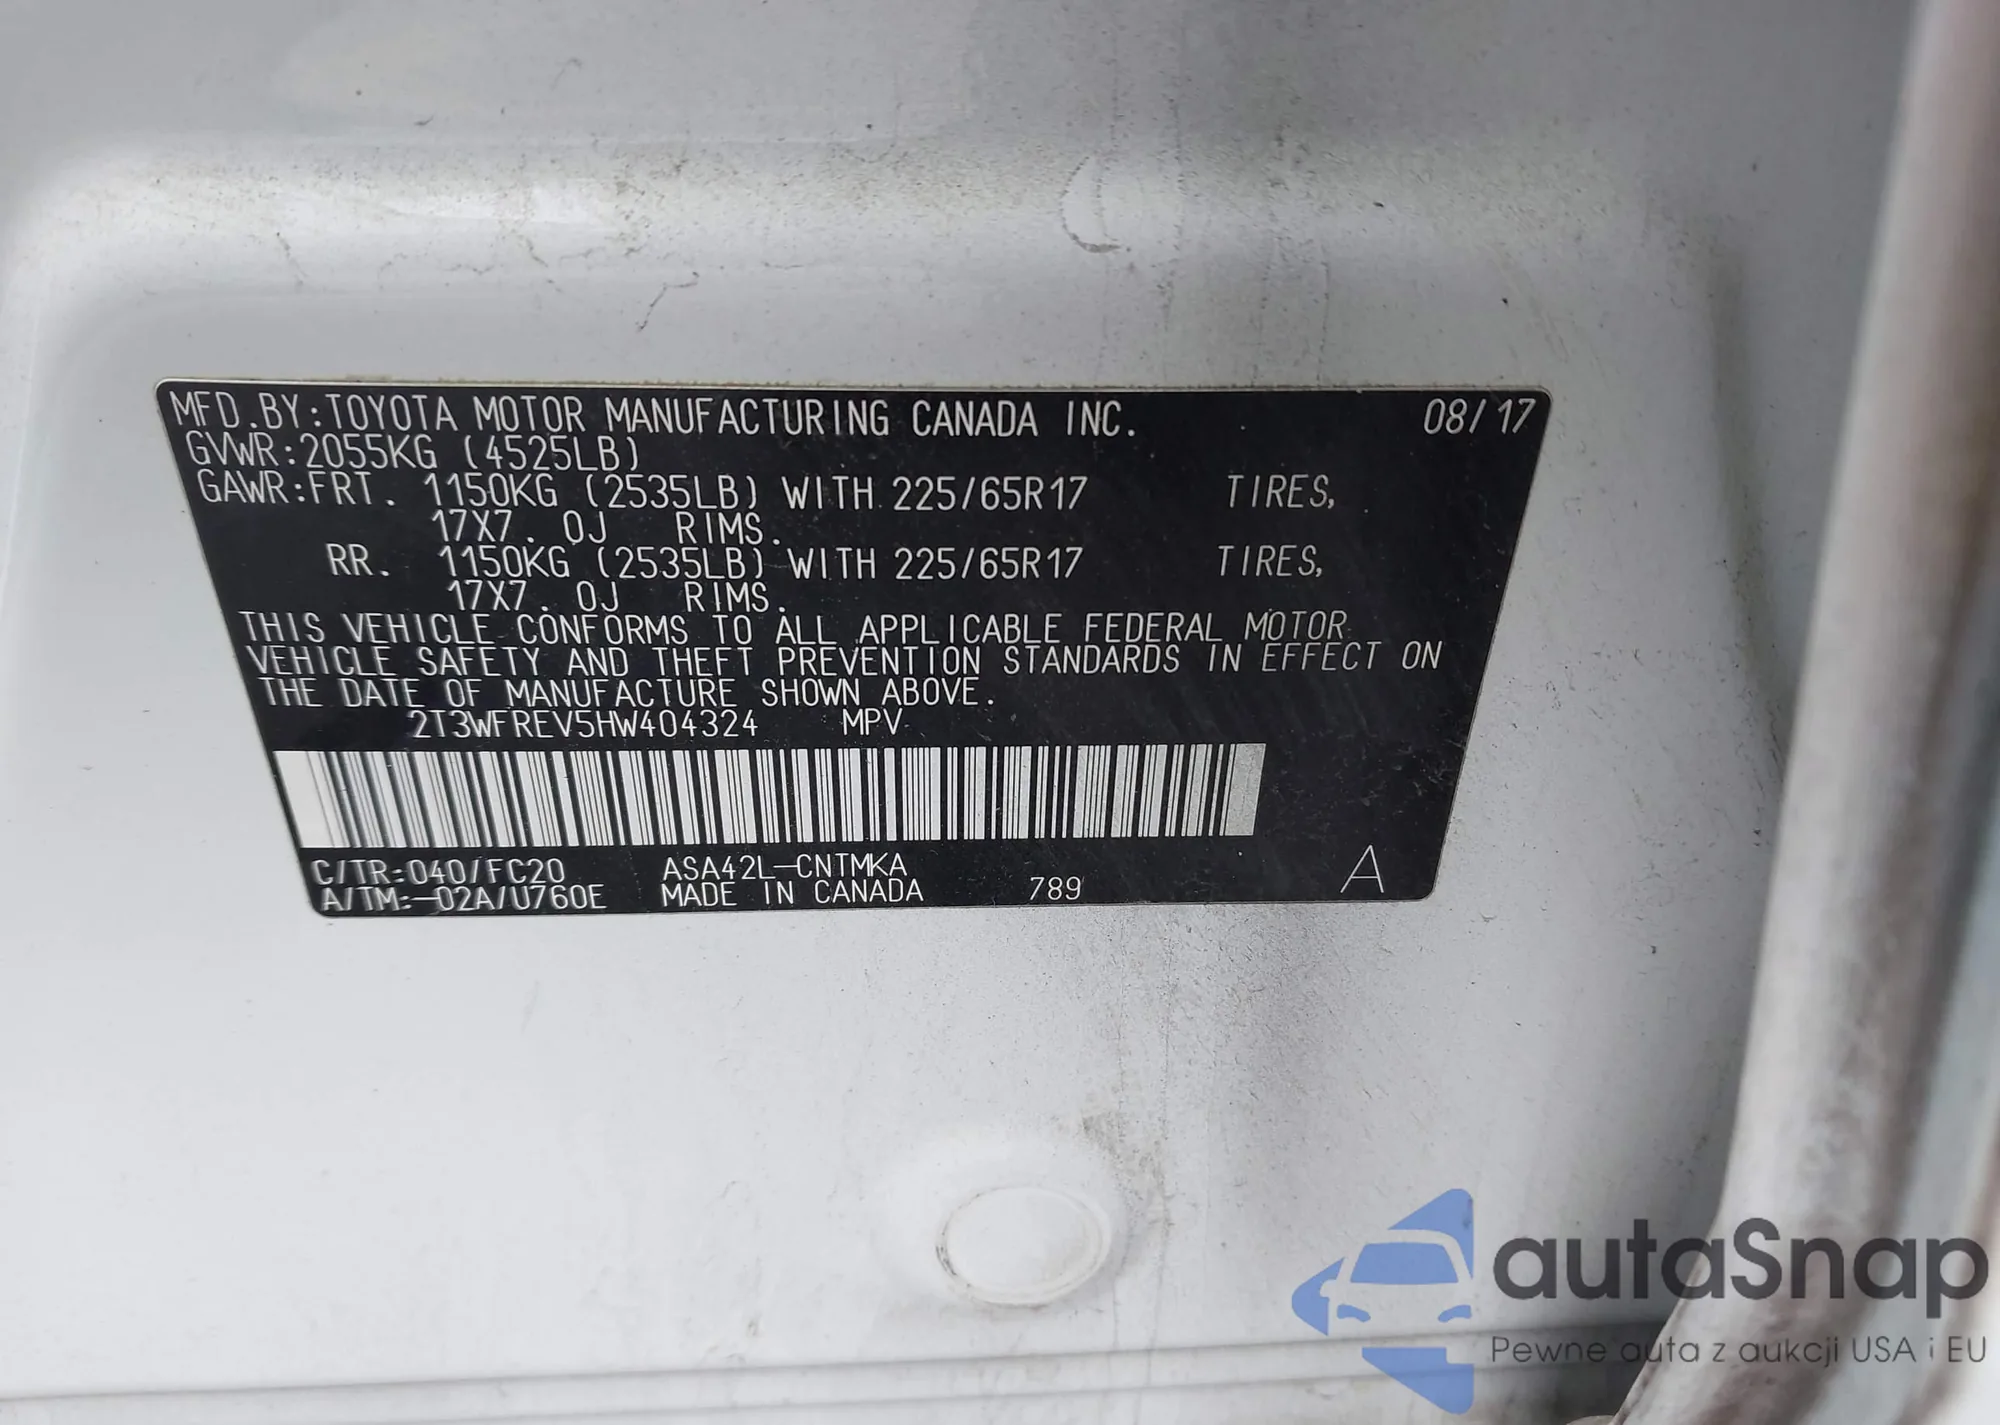 MFD.BY:TOYOTA MOTOR MANUFACTURING CANADA INC. 08/17
GVWR:2055KG (4525LB)
GAWR:FRT. 1150KG (2535LB) WITH 225/65R17 TIRES,
17X7.0J RIMS.
RR. 1150KG (2535LB) WITH 225/65R17 TIRES,
17X7.0J RIMS.
THIS VEHICLE CONFORMS TO ALL APPLICABLE FEDERAL MOTOR
VEHICLE SAFETY AND THEFT PREVENTION STANDARDS IN EFFECT ON
THE DATE OF MANUFACTURE SHOWN ABOVE.
2T3WFREV5HW404324 MPV
C/TR:040/FC20 ASA42L-CNTMKA
A/TM:-02A/U760E MADE IN CANADA 789 A
autaSnap
Pewne auta z aukcji USA i EU